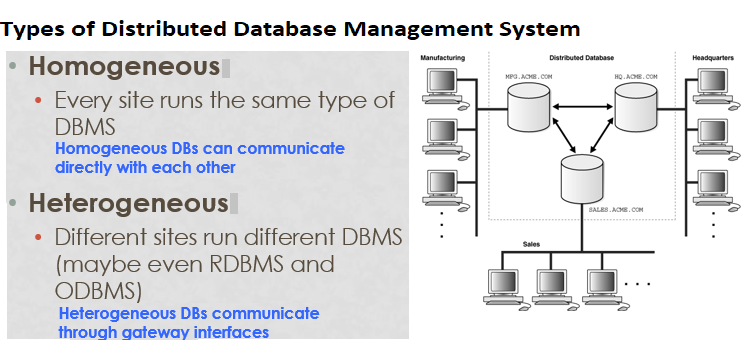 Types of Distributed Database Management System
• Homogeneous
• Every site runs the same type of
DBMS
Homogeneous DBs can communicate
directly with each other
• Heterogeneous
• Different sites run different DBMS
(maybe even RDBMS and
ODBMS)
Heterogeneous DBs communicate
through gateway interfaces
Manufacturing
Distributed Database
Headquarters
MFG.ACME.COM
HQ.ACME.COM
SALES.ACME.COM
Sales